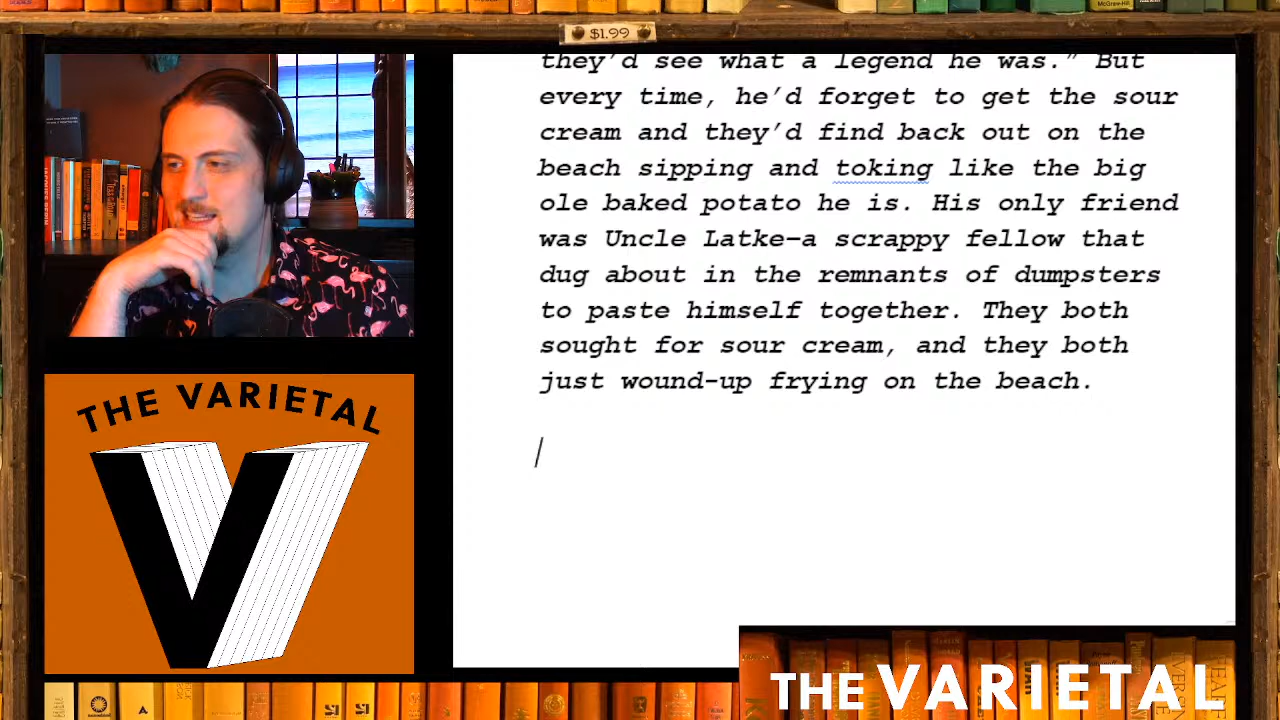 $1.99
they’d see what a legend he was.” But
every time, he’d forget to get the sour
cream and they’d find back out on the
beach sipping and toking like the big
ole baked potato he is. His only friend
was Uncle Latke–a scrappy fellow that
dug about in the remnants of dumpsters
to paste himself together. They both
sought for sour cream, and they both
just wound-up frying on the beach.
THE VARIETAL
V
THE VARIETAL